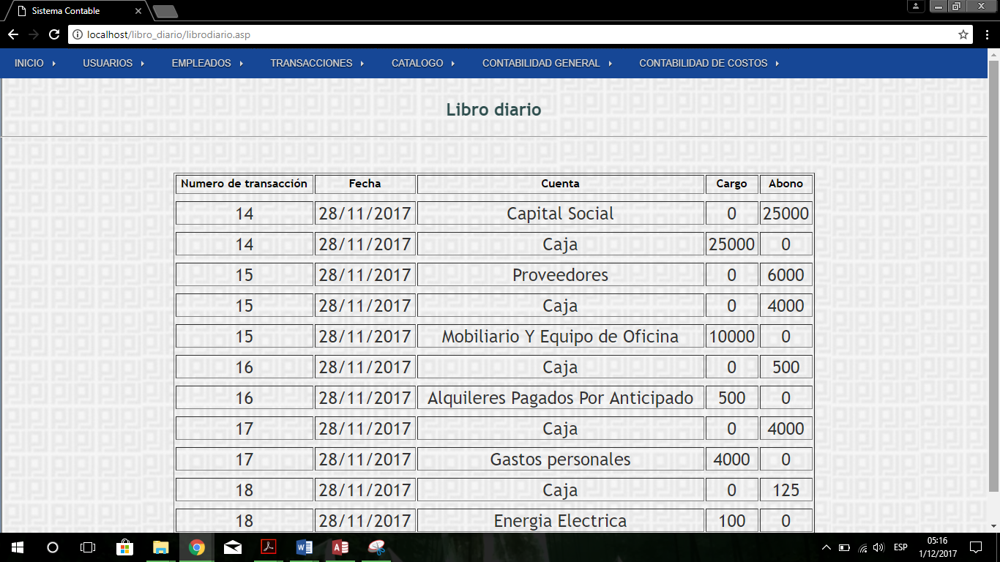 Sistema Contable
localhost/libro_diario/librodiario.asp
INICIO USUARIOS EMPLEADOS TRANSACCIONES CATALOGO CONTABILIDAD GENERAL CONTABILIDAD DE COSTOS
Libro diario
Numero de transacción Fecha Cuenta Cargo Abono
14 28/11/2017 Capital Social 0 25000
14 28/11/2017 Caja 25000 0
15 28/11/2017 Proveedores 0 6000
15 28/11/2017 Caja 0 4000
15 28/11/2017 Mobiliario Y Equipo de Oficina 10000 0
16 28/11/2017 Caja 0 500
16 28/11/2017 Alquileres Pagados Por Anticipado 500 0
17 28/11/2017 Caja 0 4000
17 28/11/2017 Gastos personales 4000 0
18 28/11/2017 Caja 0 125
18 28/11/2017 Energia Electrica 100 0
ESP 05:16
1/12/2017